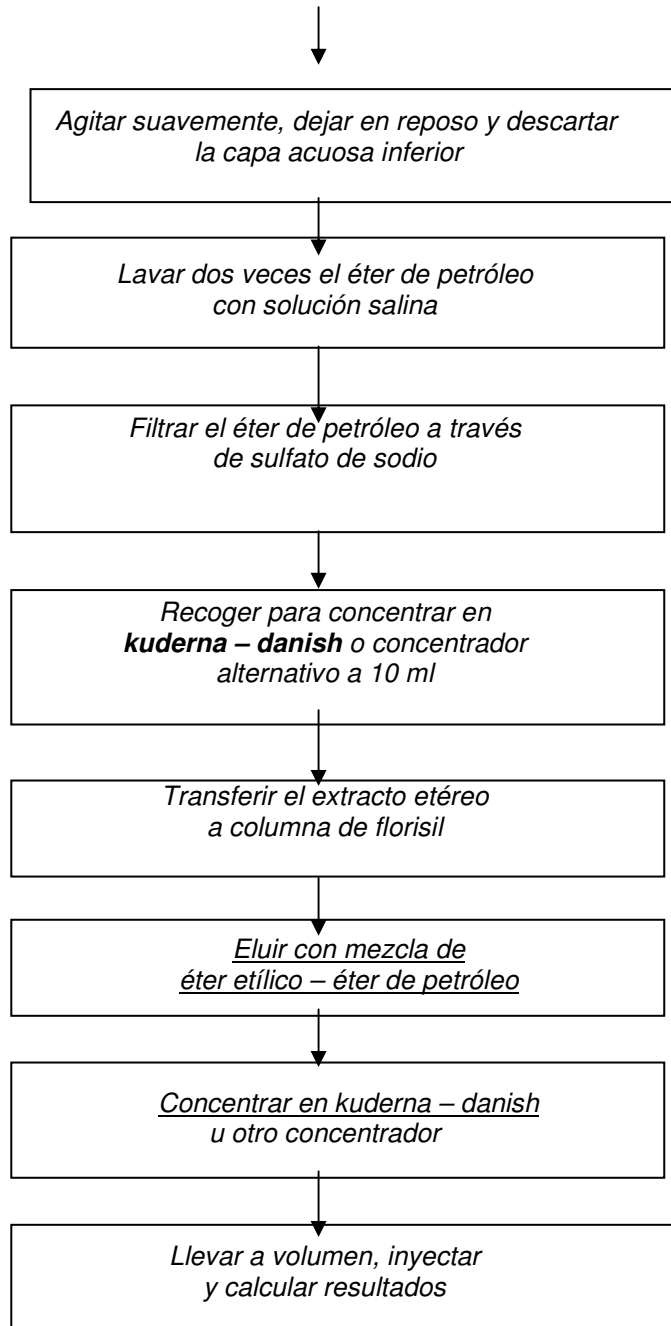 Agitar suavemente, dejar en reposo y descartar
la capa acuosa inferior
Lavar dos veces el éter de petróleo
con solución salina
Filtrar el éter de petróleo a través
de sulfato de sodio
Recoger para concentrar en
kuderna – danish o concentrador
alternativo a 10 ml
Transferir el extracto etéreo
a columna de florisil
Eluir con mezcla de
éter etílico – éter de petróleo
Concentrar en kuderna – danish
u otro concentrador
Llevar a volumen, inyectar
y calcular resultados